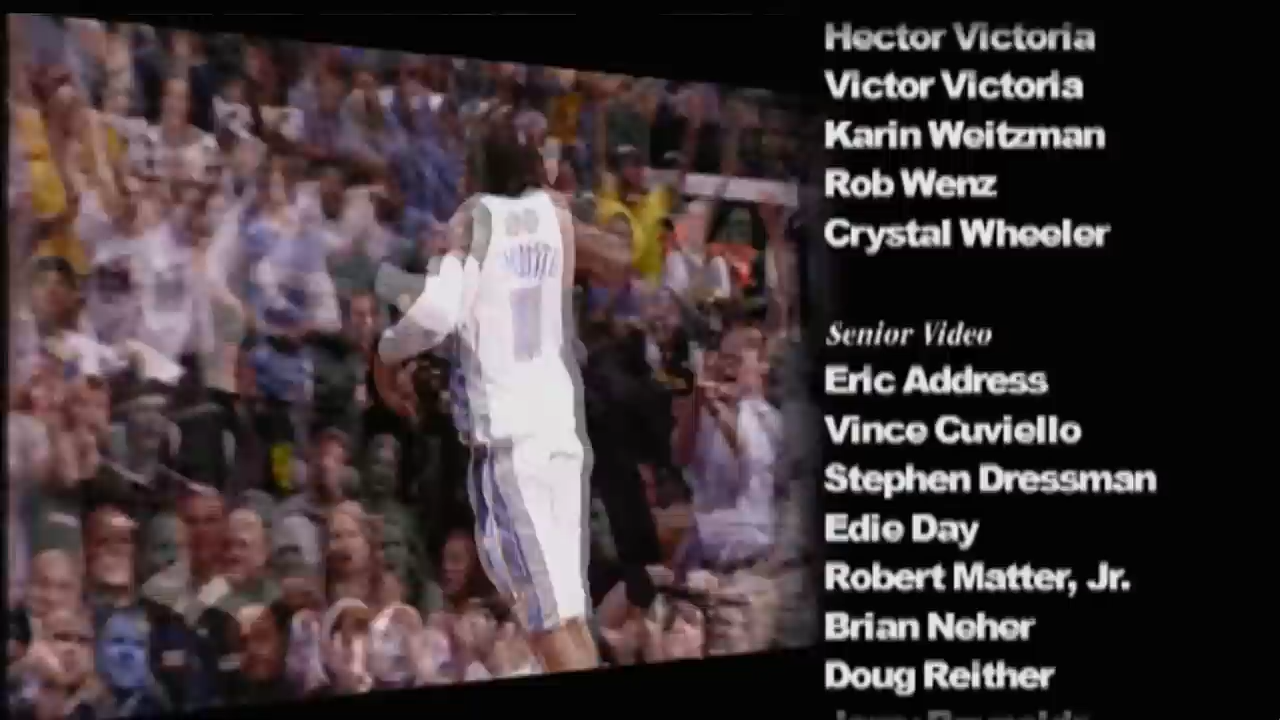 Hector Victoria
Victor Victoria
Karin Weitzman
Rob Wenz
Crystal Wheeler
Senior Video
Eric Address
Vince Cuviello
Stephen Dressman
Edie Day
Robert Matter, Jr.
Brian Neher
Doug Reither